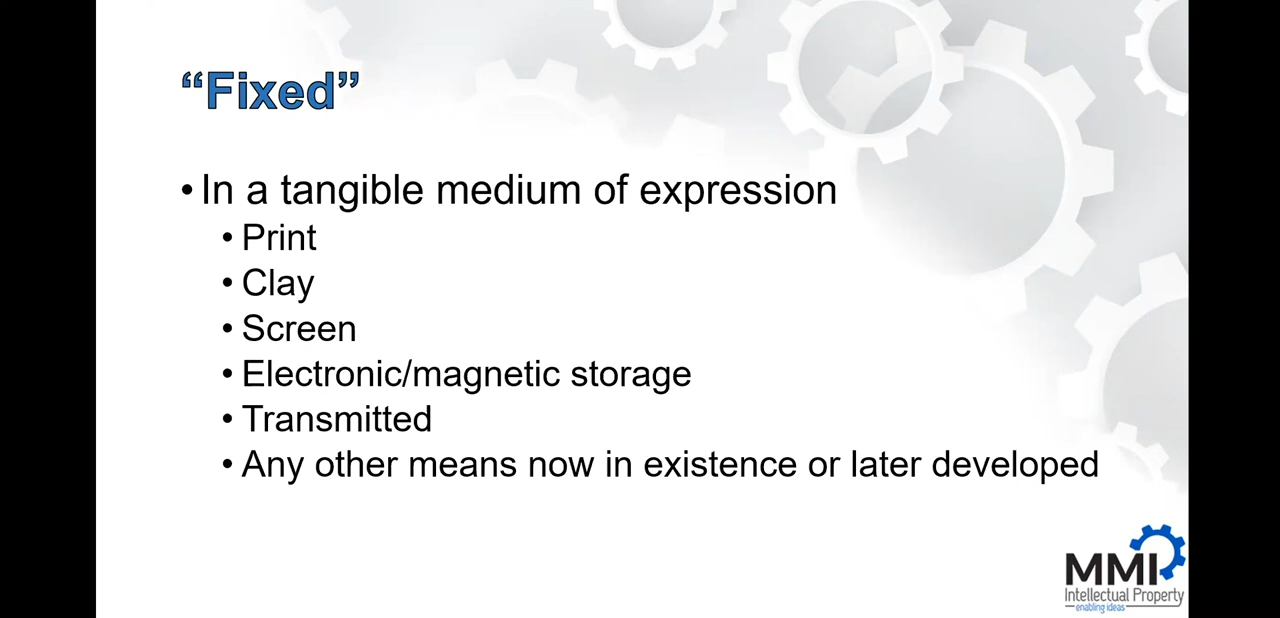 “Fixed”
• In a tangible medium of expression
• Print
• Clay
• Screen
• Electronic/magnetic storage
• Transmitted
• Any other means now in existence or later developed
MMI
Intellectual Property
enabling ideas